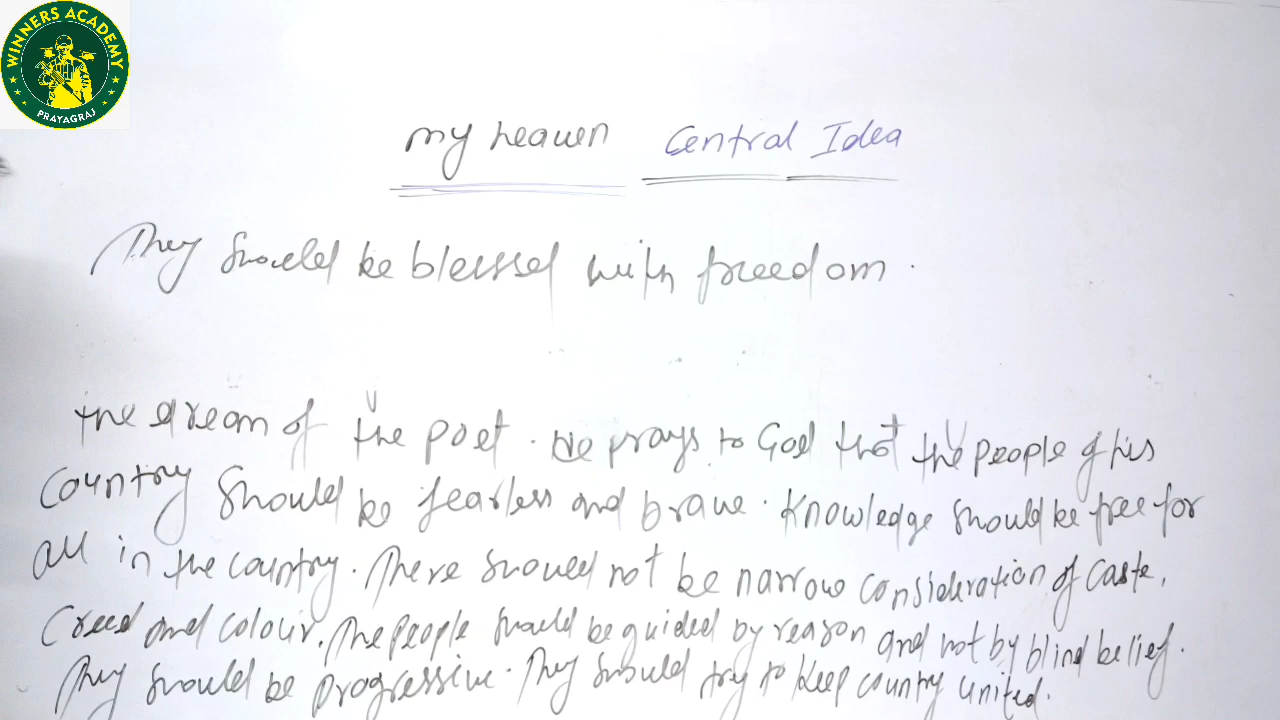 WINNERS ACADEMY
PRAYAGRAJ
my heaven Central Idea
They should be blessed with freedom.
the dream of the poet. He prays to God that the people of his
country should be fearless and brave. Knowledge should be free for
all in the country. There should not be narrow consideration of caste,
creed and colour. The people should be guided by reason and not by blind belief.
They should be progressive. They should try to keep country united.